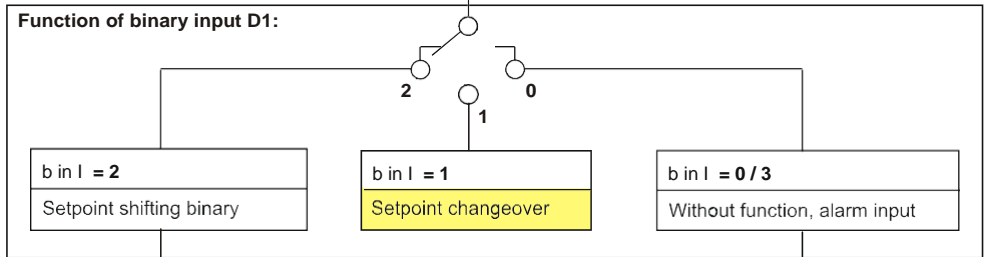 Function of binary input D1:
2
0
1
b in I = 2
Setpoint shifting binary
b in I = 1
Setpoint changeover
b in I = 0 / 3
Without function, alarm input